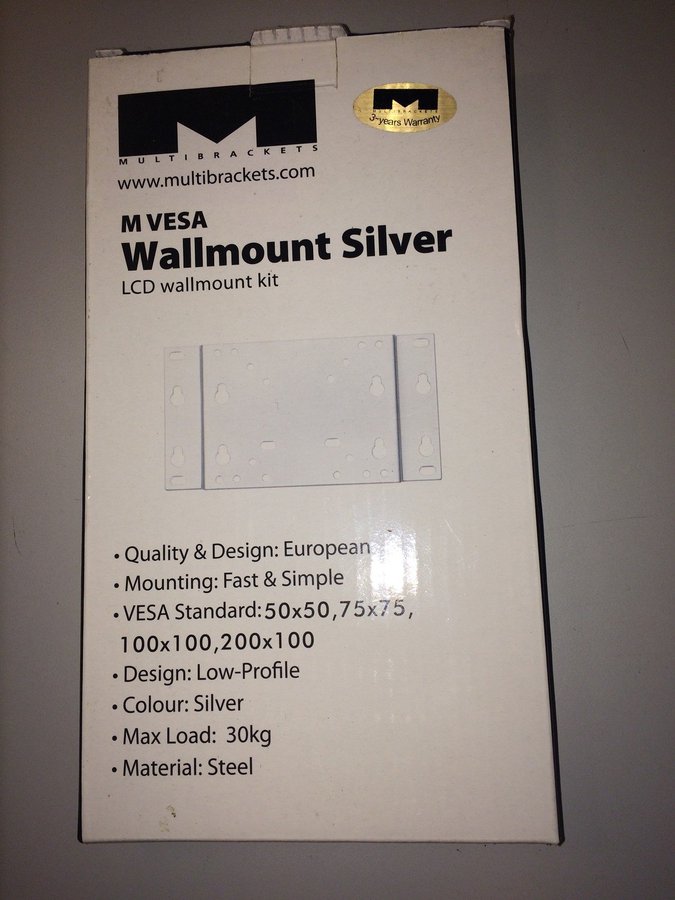 MULTIBRACKETS
www.multibrackets.com
MULTIBRACKETS
3-years Warranty
M VESA
Wallmount Silver
LCD wallmount kit
• Quality & Design: European
• Mounting: Fast & Simple
• VESA Standard:50x50,75x75,
100x100,200x100
• Design: Low-Profile
• Colour: Silver
• Max Load: 30kg
• Material: Steel